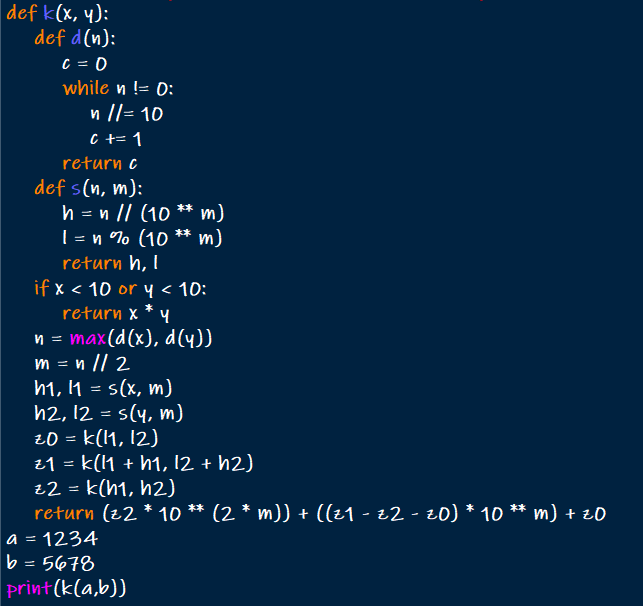 def k(x, y):
    def d(n):
        c = 0
        while n != 0:
            n //= 10
            c += 1
        return c
    def s(n, m):
        h = n // (10 ** m)
        l = n % (10 ** m)
        return h, l
    if x < 10 or y < 10:
        return x * y
    n = max(d(x), d(y))
    m = n // 2
    h1, l1 = s(x, m)
    h2, l2 = s(y, m)
    z0 = k(l1, l2)
    z1 = k(l1 + h1, l2 + h2)
    z2 = k(h1, h2)
    return (z2 * 10 ** (2 * m)) + ((z1 - z2 - z0) * 10 ** m) + z0
a = 1234
b = 5678
print(k(a,b))